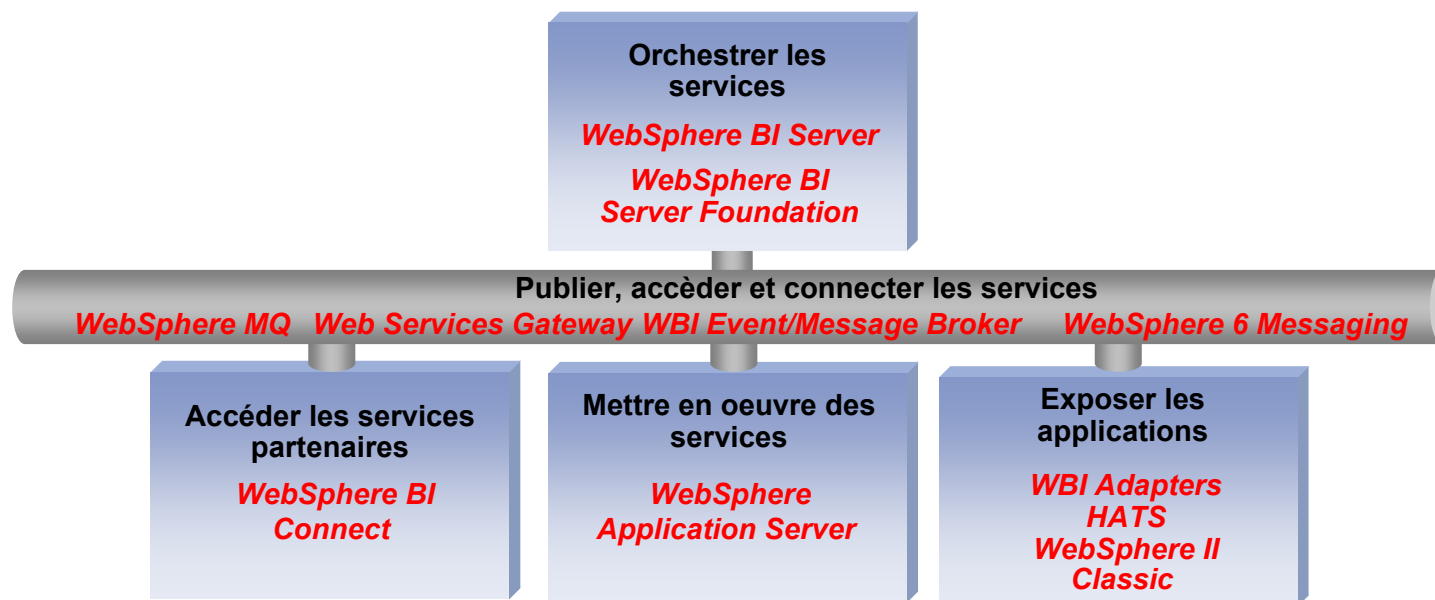 Orchestrer les
services
WebSphere BI Server
WebSphere BI
Server Foundation
Publier, accèder et connecter les services
WebSphere MQ Web Services Gateway WBI Event/Message Broker WebSphere 6 Messaging
Accéder les services
partenaires
WebSphere BI
Connect
Mettre en oeuvre des
services
WebSphere
Application Server
Exposer les
applications
WBI Adapters
HATS
WebSphere II
Classic